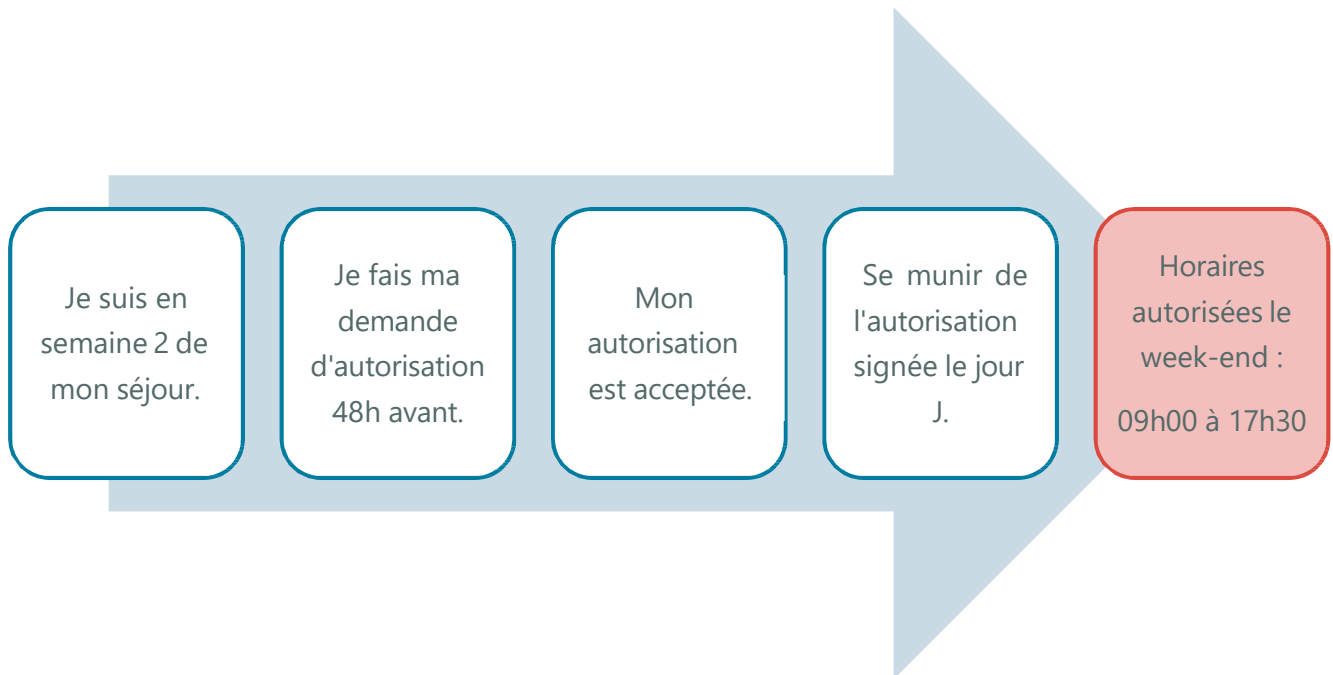 Je suis en
semaine 2 de
mon séjour.
Je fais ma
demande
d'autorisation
48h avant.
Mon
autorisation
est acceptée.
Se munir de
l'autorisation
signée le jour
J.
Horaires
autorisées le
week-end :
09h00 à 17h30